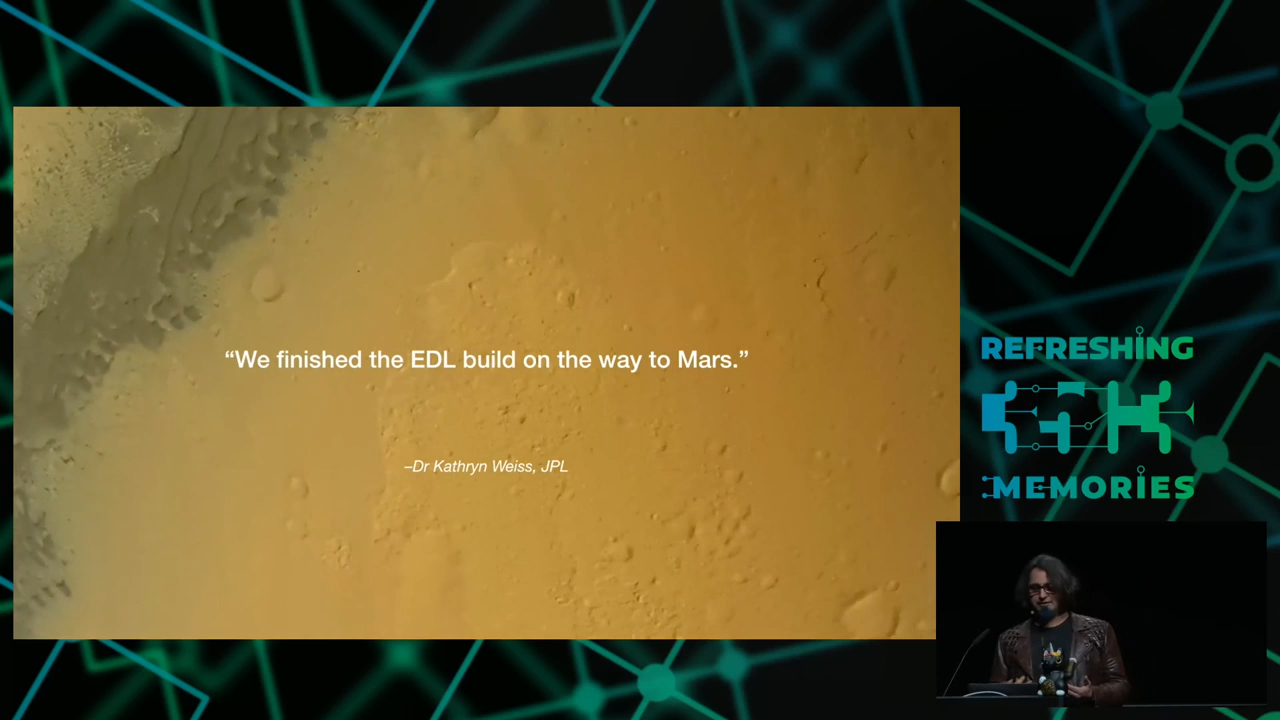 “We finished the EDL build on the way to Mars.”
–Dr Kathryn Weiss, JPL
REFRESHING
MEMORIES